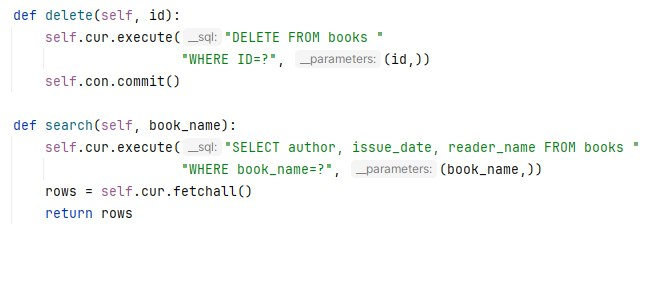 def delete(self, id):
    self.cur.execute( __sql: "DELETE FROM books "
                     "WHERE ID=?", __parameters: (id,))
    self.con.commit()

def search(self, book_name):
    self.cur.execute( __sql: "SELECT author, issue_date, reader_name FROM books "
                     "WHERE book_name=?", __parameters: (book_name,))
    rows = self.cur.fetchall()
    return rows